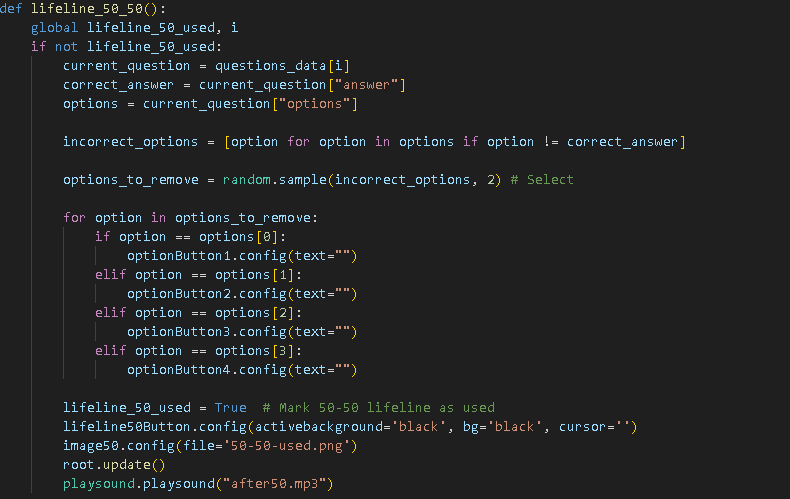 def lifeline_50_50():
    global lifeline_50_used, i
    if not lifeline_50_used:
        current_question = questions_data[i]
        correct_answer = current_question["answer"]
        options = current_question["options"]

        incorrect_options = [option for option in options if option != correct_answer]

        options_to_remove = random.sample(incorrect_options, 2) # Select

        for option in options_to_remove:
            if option == options[0]:
                optionButton1.config(text="")
            elif option == options[1]:
                optionButton2.config(text="")
            elif option == options[2]:
                optionButton3.config(text="")
            elif option == options[3]:
                optionButton4.config(text="")

        lifeline_50_used = True  # Mark 50-50 lifeline as used
        lifeline50Button.config(activebackground='black', bg='black', cursor='')
        image50.config(file='50-50-used.png')
        root.update()
        playsound.playsound("after50.mp3")